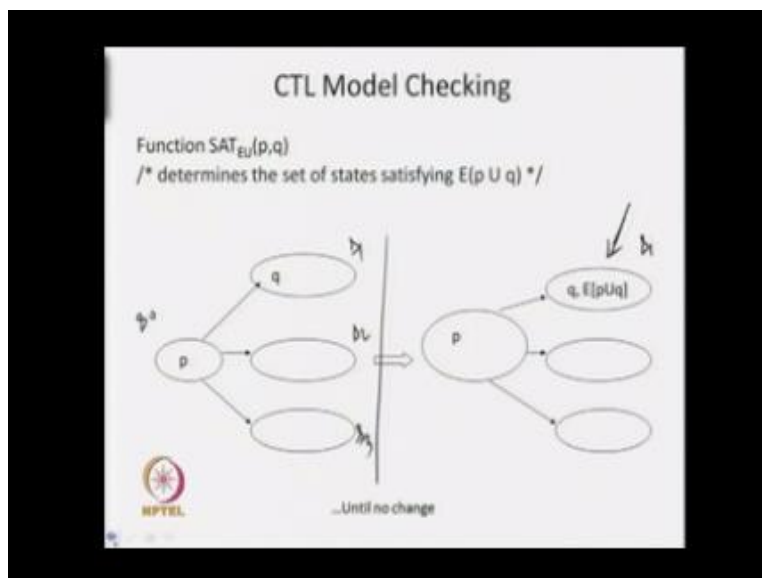 CTL Model Checking
Function SAT_EU(p,q)
/* determines the set of states satisfying E(p U q) */
q
p
q, E[pUq]
p
NPTEL
...Until no change